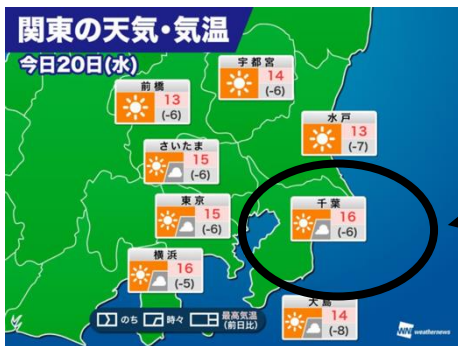 関東の天気・気温
今日20日(水)
宇都宮
14
(-6)
前橋
13
(-6)
水戸
13
(-7)
さいたま
15
(-6)
東京
15
(-6)
千葉
16
(-6)
横浜
16
(-5)
大島
14
(-8)
のち 時々 最高気温
(前日比)
weathernews